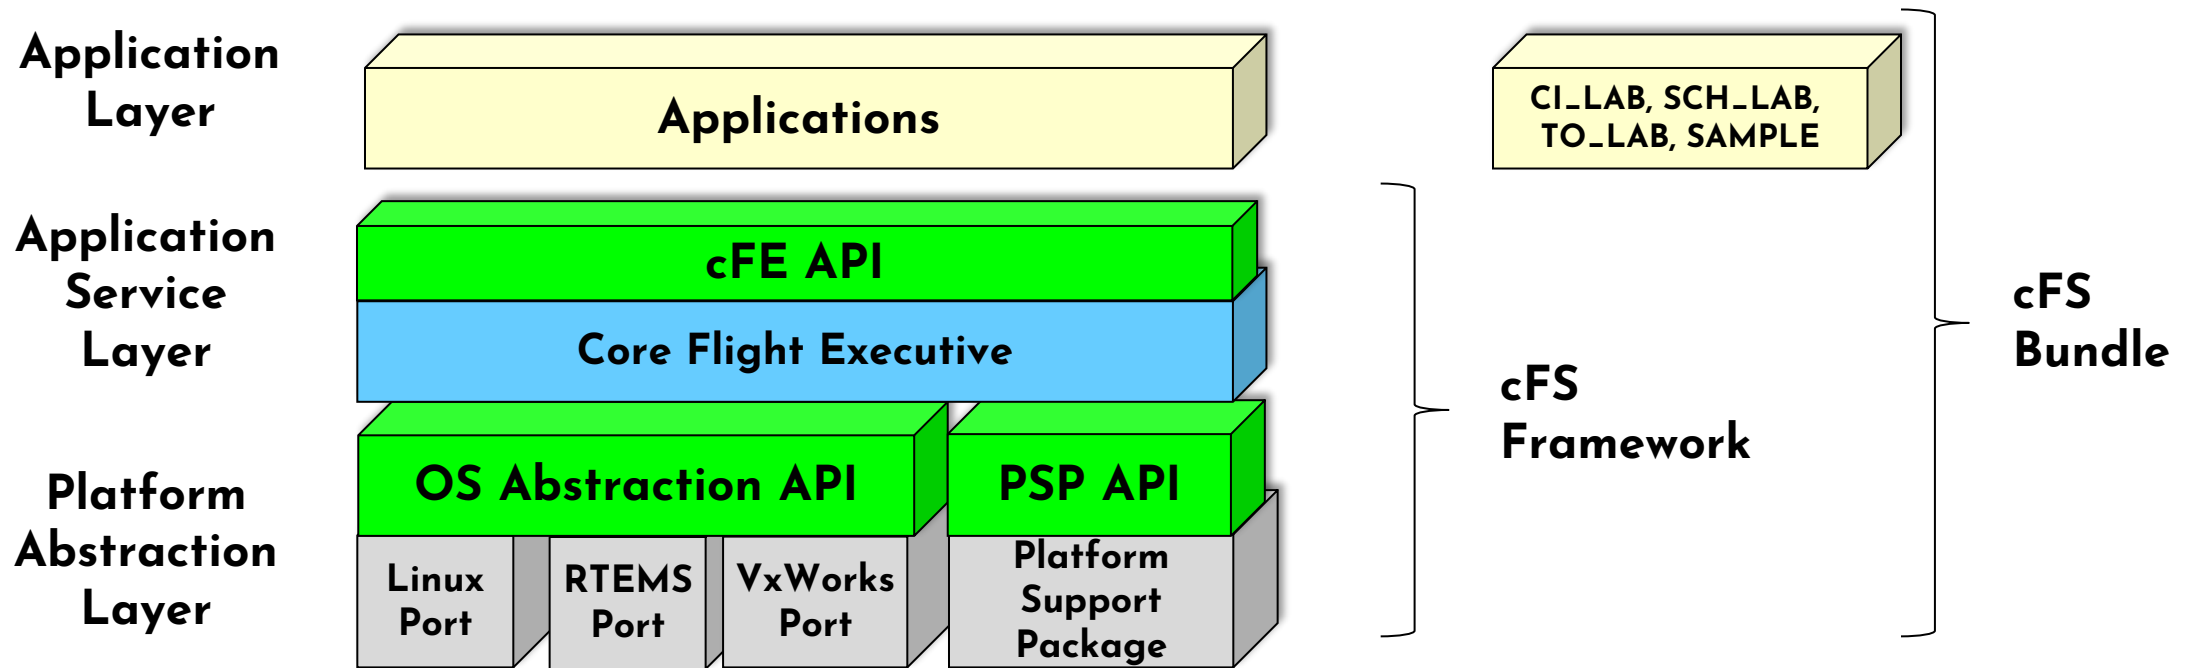 Application
Layer
Applications
CI_LAB, SCH_LAB,
TO_LAB, SAMPLE
Application
Service
Layer
cFE API
Core Flight Executive
cFS
Bundle
cFS
Framework
Platform
Abstraction
Layer
OS Abstraction API
PSP API
Linux
Port
RTEMS
Port
VxWorks
Port
Platform
Support
Package